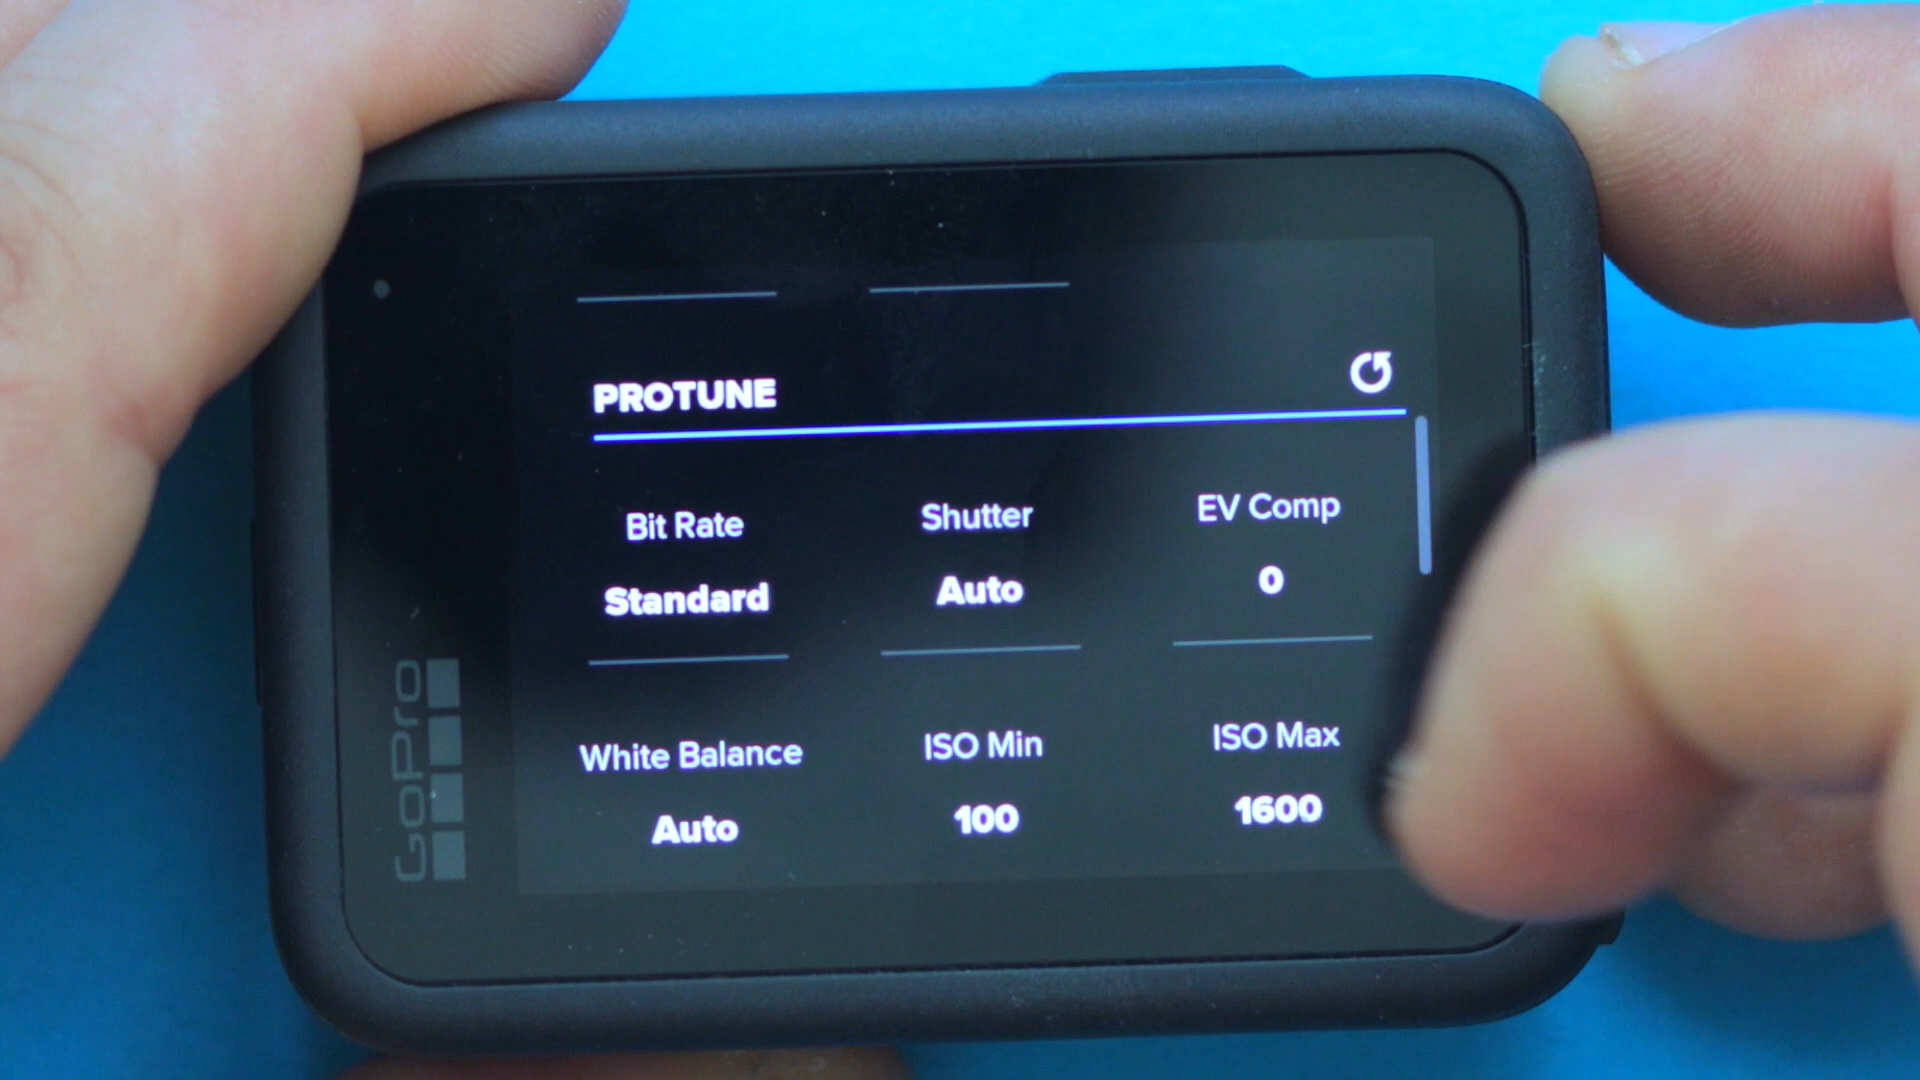 PROTUNE
Bit Rate Shutter EV Comp
Standard Auto 0
White Balance ISO Min ISO Max
Auto 100 1600
GoPro